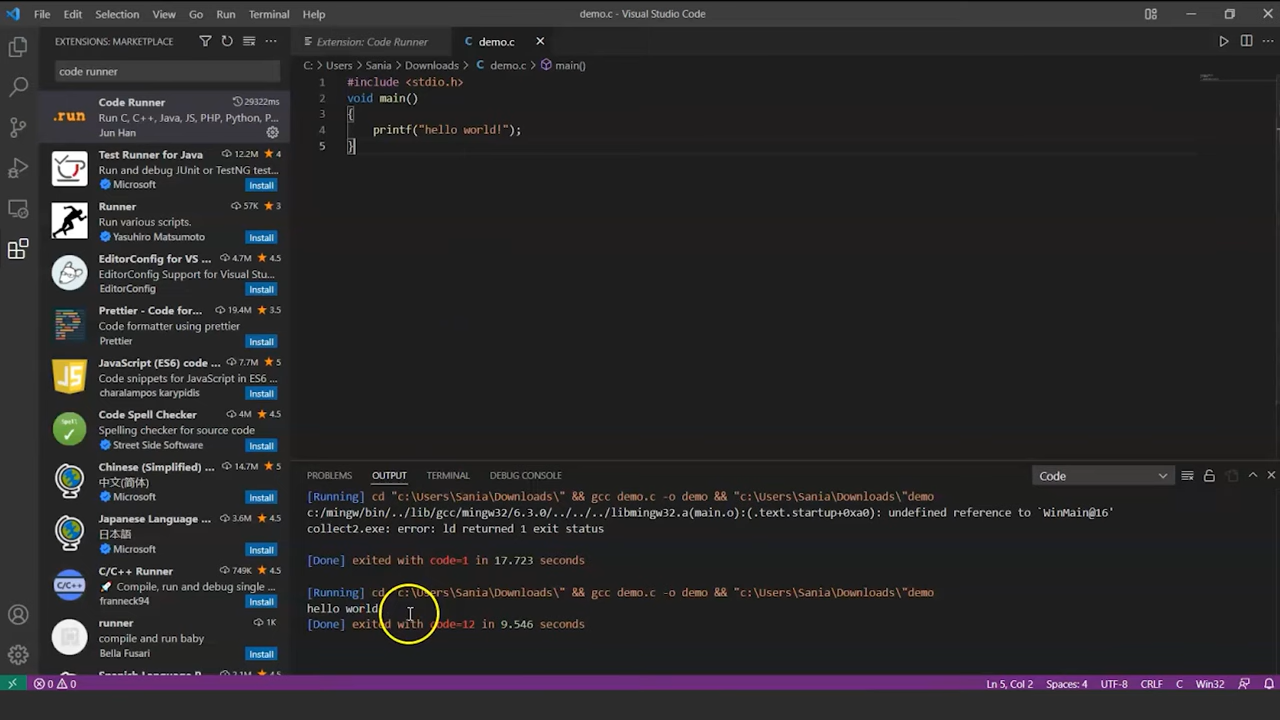 File Edit Selection View Go Run Terminal Help
demo.c - Visual Studio Code
EXTENSIONS: MARKETPLACE
code runner
Code Runner 29322ms
Run C, C++, Java, JS, PHP, Python, P...
Jun Han
Test Runner for Java 12.2M 4
Run and debug JUnit or TestNG test...
Microsoft Install
Runner 57K 3
Run various scripts.
Yasuhiro Matsumoto Install
EditorConfig for VS ... 4.7M 4.5
EditorConfig Support for Visual Stu...
EditorConfig Install
Prettier - Code for... 19.4M 3.5
Code formatter using prettier
Prettier Install
JavaScript (ES6) code ... 7.7M 5
Code snippets for JavaScript in ES6 ...
charalampos karypidis Install
Code Spell Checker 4M 4.5
Spelling checker for source code
Street Side Software Install
Chinese (Simplified) ... 14.7M 5
中文(简体)
Microsoft Install
Japanese Language ... 3.6M 4.5
日本語
Microsoft Install
C/C++ Runner 749K 4.5
🚀 Compile, run and debug single ...
franneck94 Install
runner 1K
compile and run baby
Bella Fusari Install
Extension: Code Runner
C demo.c
C: > Users > Sania > Downloads > C demo.c > main()
1 #include <stdio.h>
2 void main()
3 {
4 printf("hello world!");
5 }
PROBLEMS OUTPUT TERMINAL DEBUG CONSOLE Code
[Running] cd "c:\Users\Sania\Downloads\" && gcc demo.c -o demo && "c:\Users\Sania\Downloads\"demo
c:/mingw/bin/../lib/gcc/mingw32/6.3.0/../../../libmingw32.a(main.o):(.text.startup+0xa0): undefined reference to `WinMain@16'
collect2.exe: error: ld returned 1 exit status
[Done] exited with code=1 in 17.723 seconds
[Running] cd "c:\Users\Sania\Downloads\" && gcc demo.c -o demo && "c:\Users\Sania\Downloads\"demo
hello world
[Done] exited with code=12 in 9.546 seconds
0 0 Ln 5, Col 2 Spaces: 4 UTF-8 CRLF C Win32